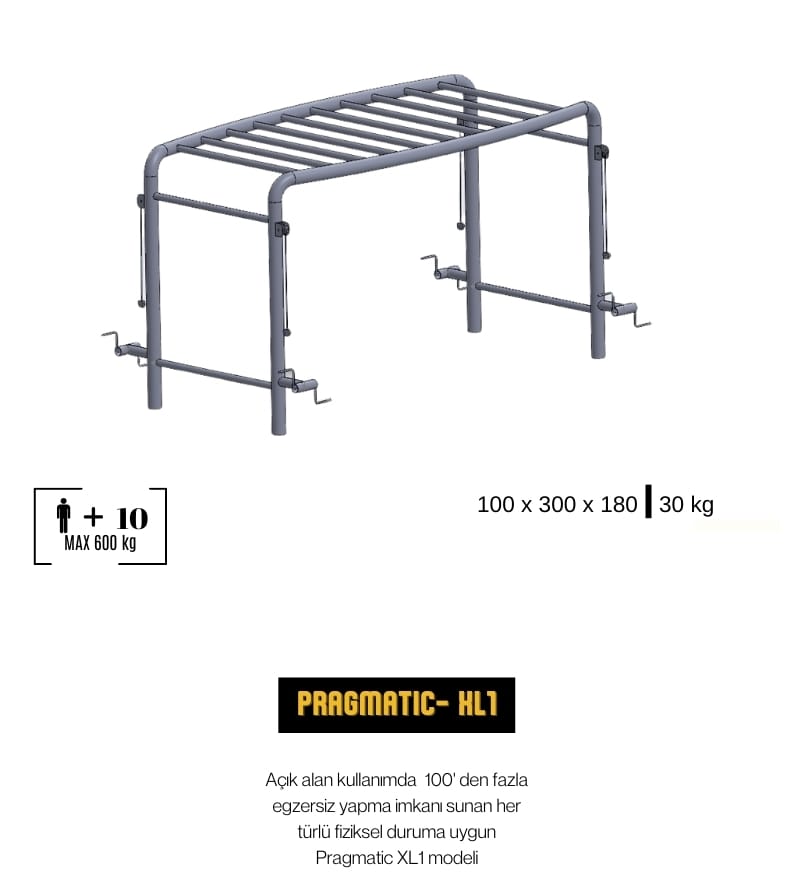 + 10
MAX 600 kg
100 x 300 x 180 30 kg
PRAGMATIC- XL1
Açık alan kullanımda 100' den fazla
egzersiz yapma imkanı sunan her
türlü fiziksel duruma uygun
Pragmatic XL1 modeli